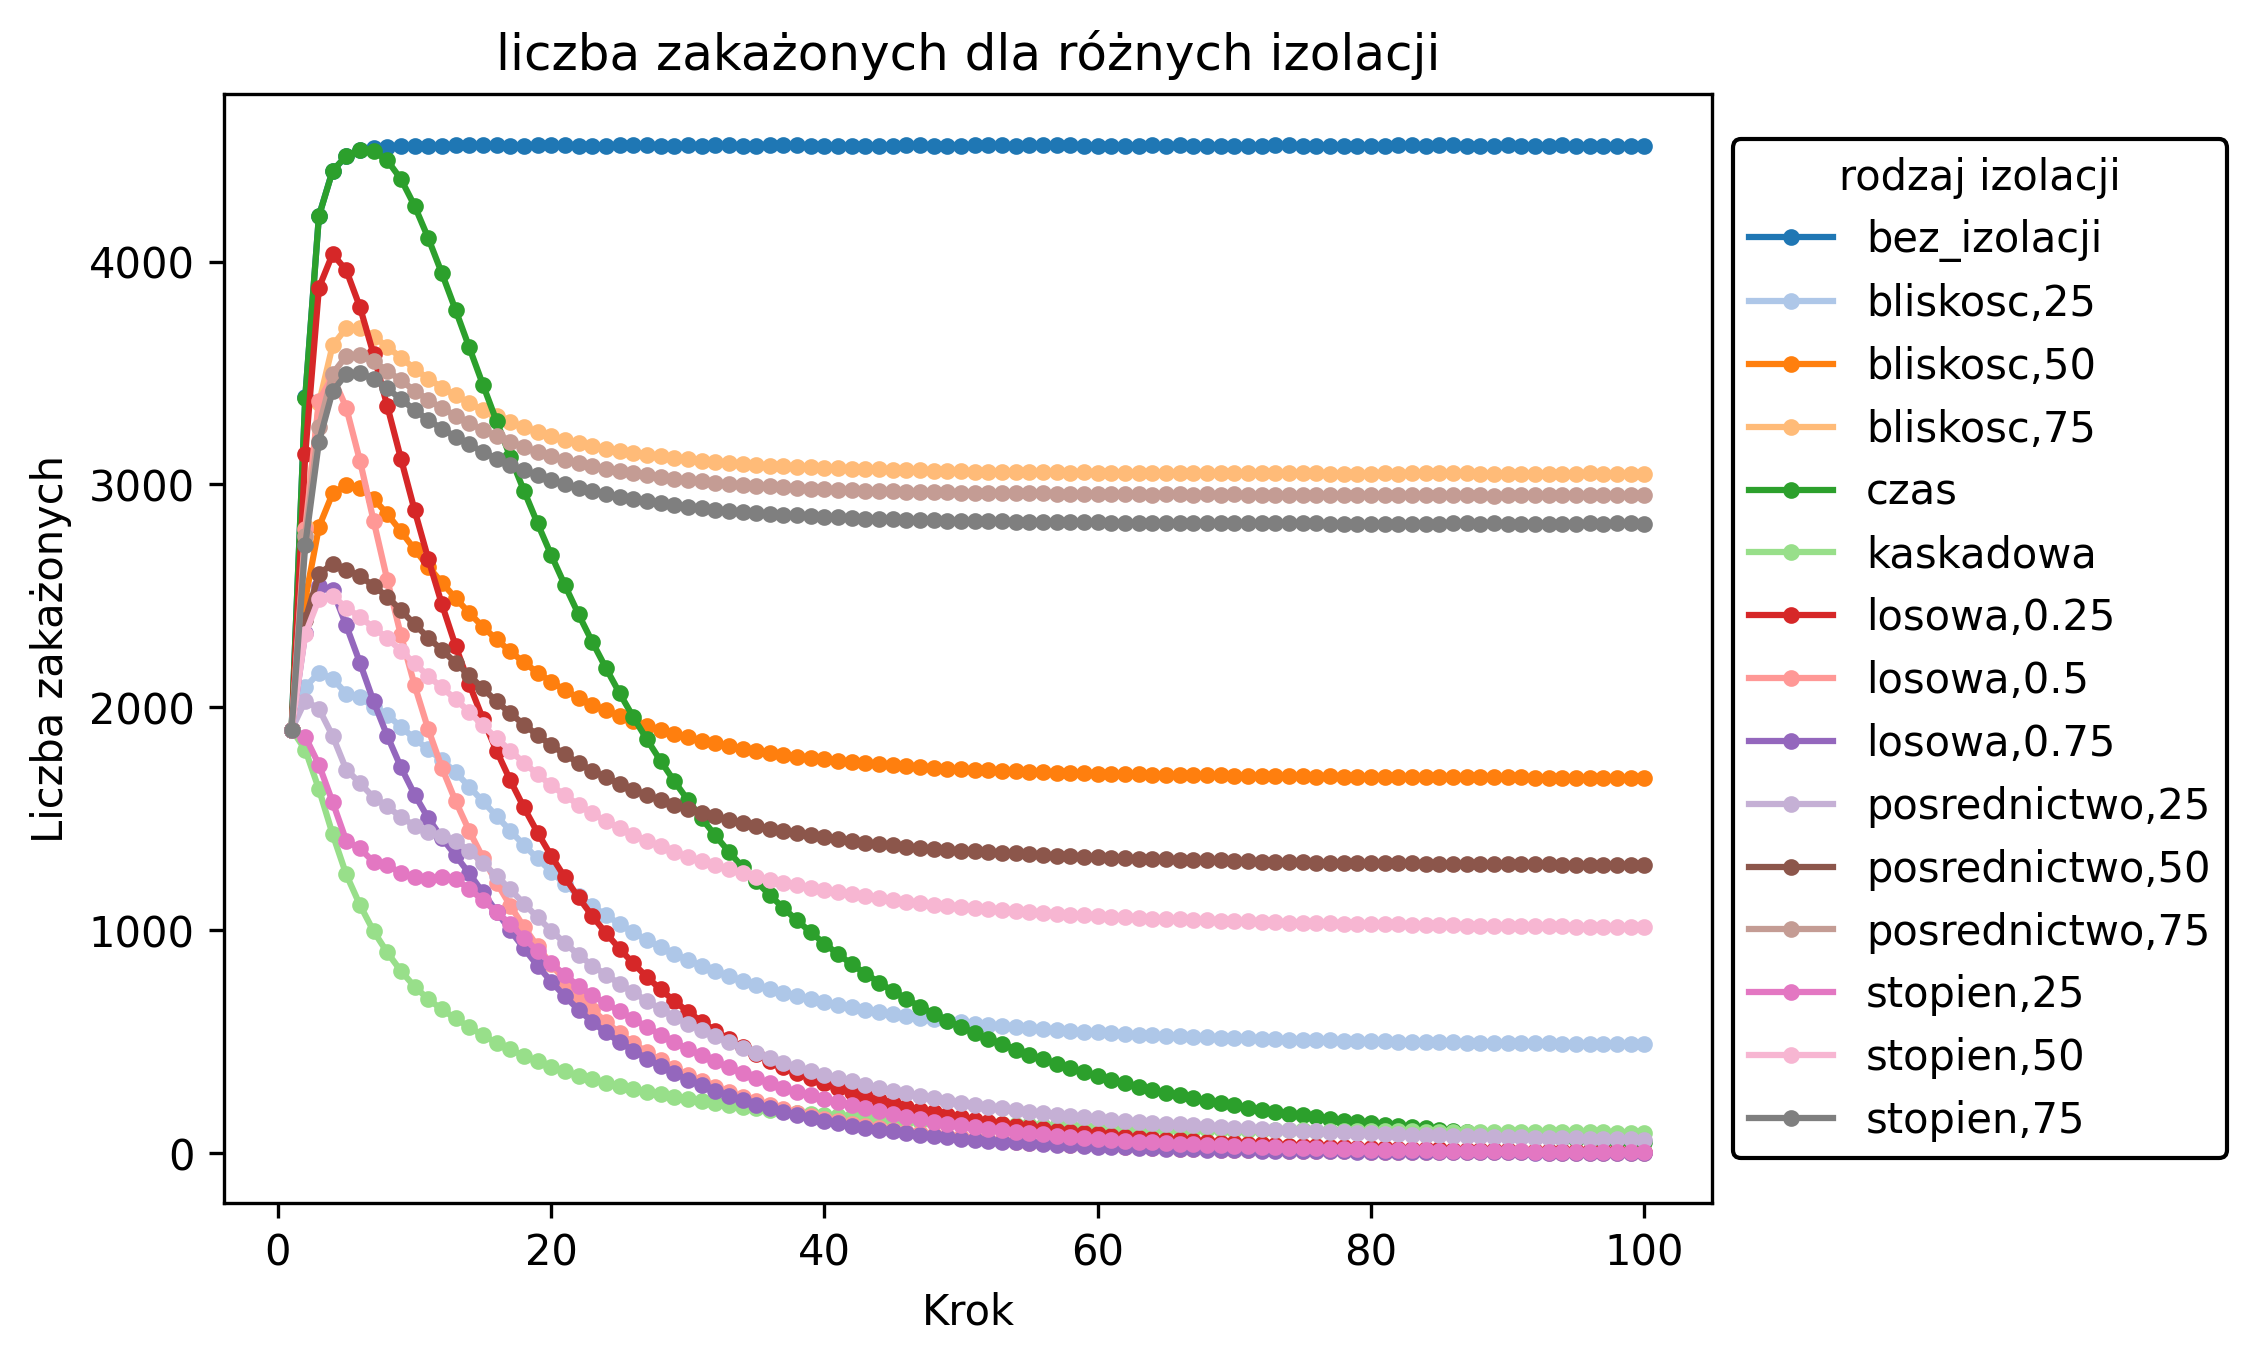 liczba zakażonych dla różnych izolacji
Liczba zakażonych
4000
3000
2000
1000
0
0 20 40 60 80 100
Krok
rodzaj izolacji
bez_izolacji
bliskosc,25
bliskosc,50
bliskosc,75
czas
kaskadowa
losowa,0.25
losowa,0.5
losowa,0.75
posrednictwo,25
posrednictwo,50
posrednictwo,75
stopien,25
stopien,50
stopien,75